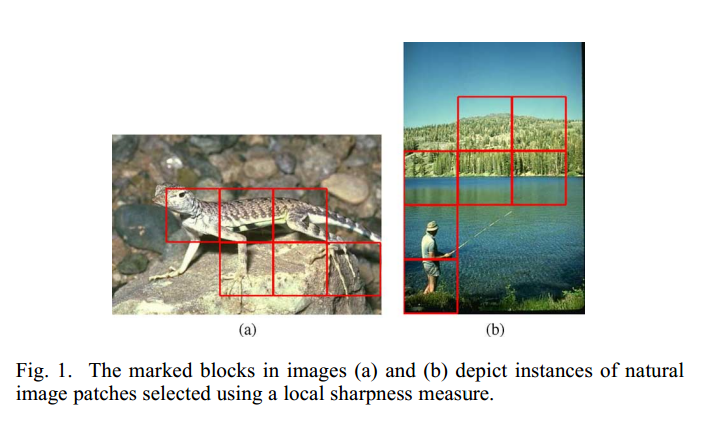 (a)
(b)
Fig. 1. The marked blocks in images (a) and (b) depict instances of natural
image patches selected using a local sharpness measure.